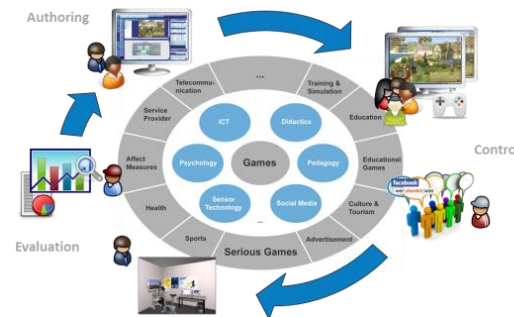 Authoring
Telecommu-
nication
...
Training &
Simulation
Service
Provider
Education
ICT
Didactics
Affect
Measures
Psychology
Games
Pedagogy
Educational
Games
Control
Health
Sensor
Technology
Social Media
Culture &
Tourism
facebook
Evaluation
Sports
...
Serious Games
Advertisement